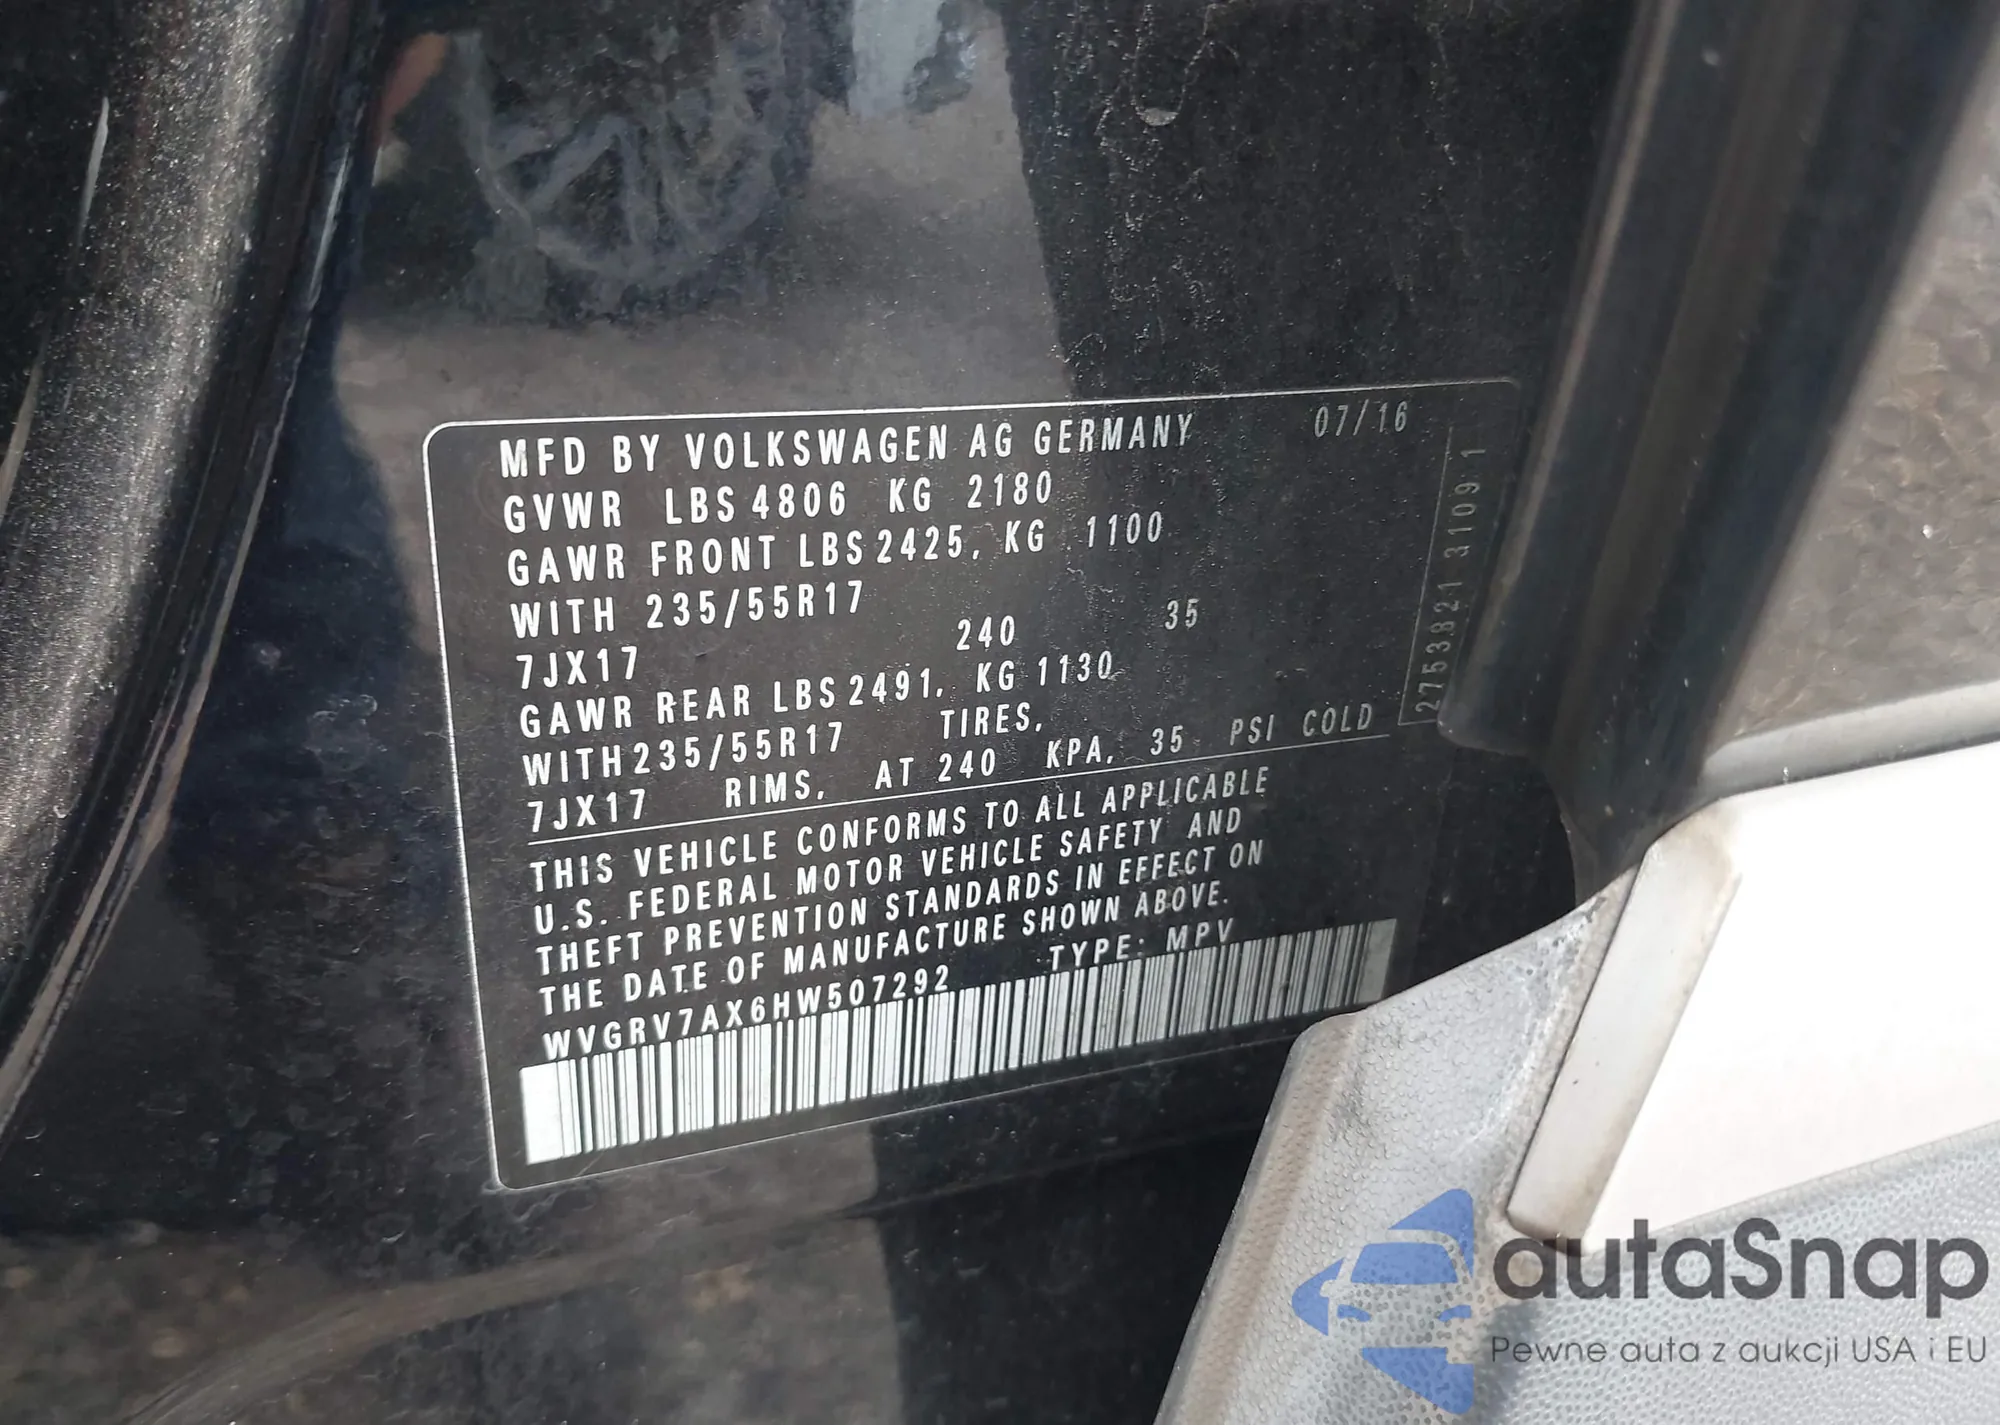 MFD BY VOLKSWAGEN AG GERMANY 07/16
GVWR LBS 4806 KG 2180
GAWR FRONT LBS 2425, KG 1100
WITH 235/55R17
7JX17 240 35
GAWR REAR LBS 2491, KG 1130
WITH 235/55R17 TIRES,
7JX17 RIMS, AT 240 KPA, 35 PSI COLD
THIS VEHICLE CONFORMS TO ALL APPLICABLE
U.S. FEDERAL MOTOR VEHICLE SAFETY AND
THEFT PREVENTION STANDARDS IN EFFECT ON
THE DATE OF MANUFACTURE SHOWN ABOVE.
WVGRV7AX6HW507292 TYPE: MPV
2753821 3109 1
autaSnap
Pewne auta z aukcji USA i EU